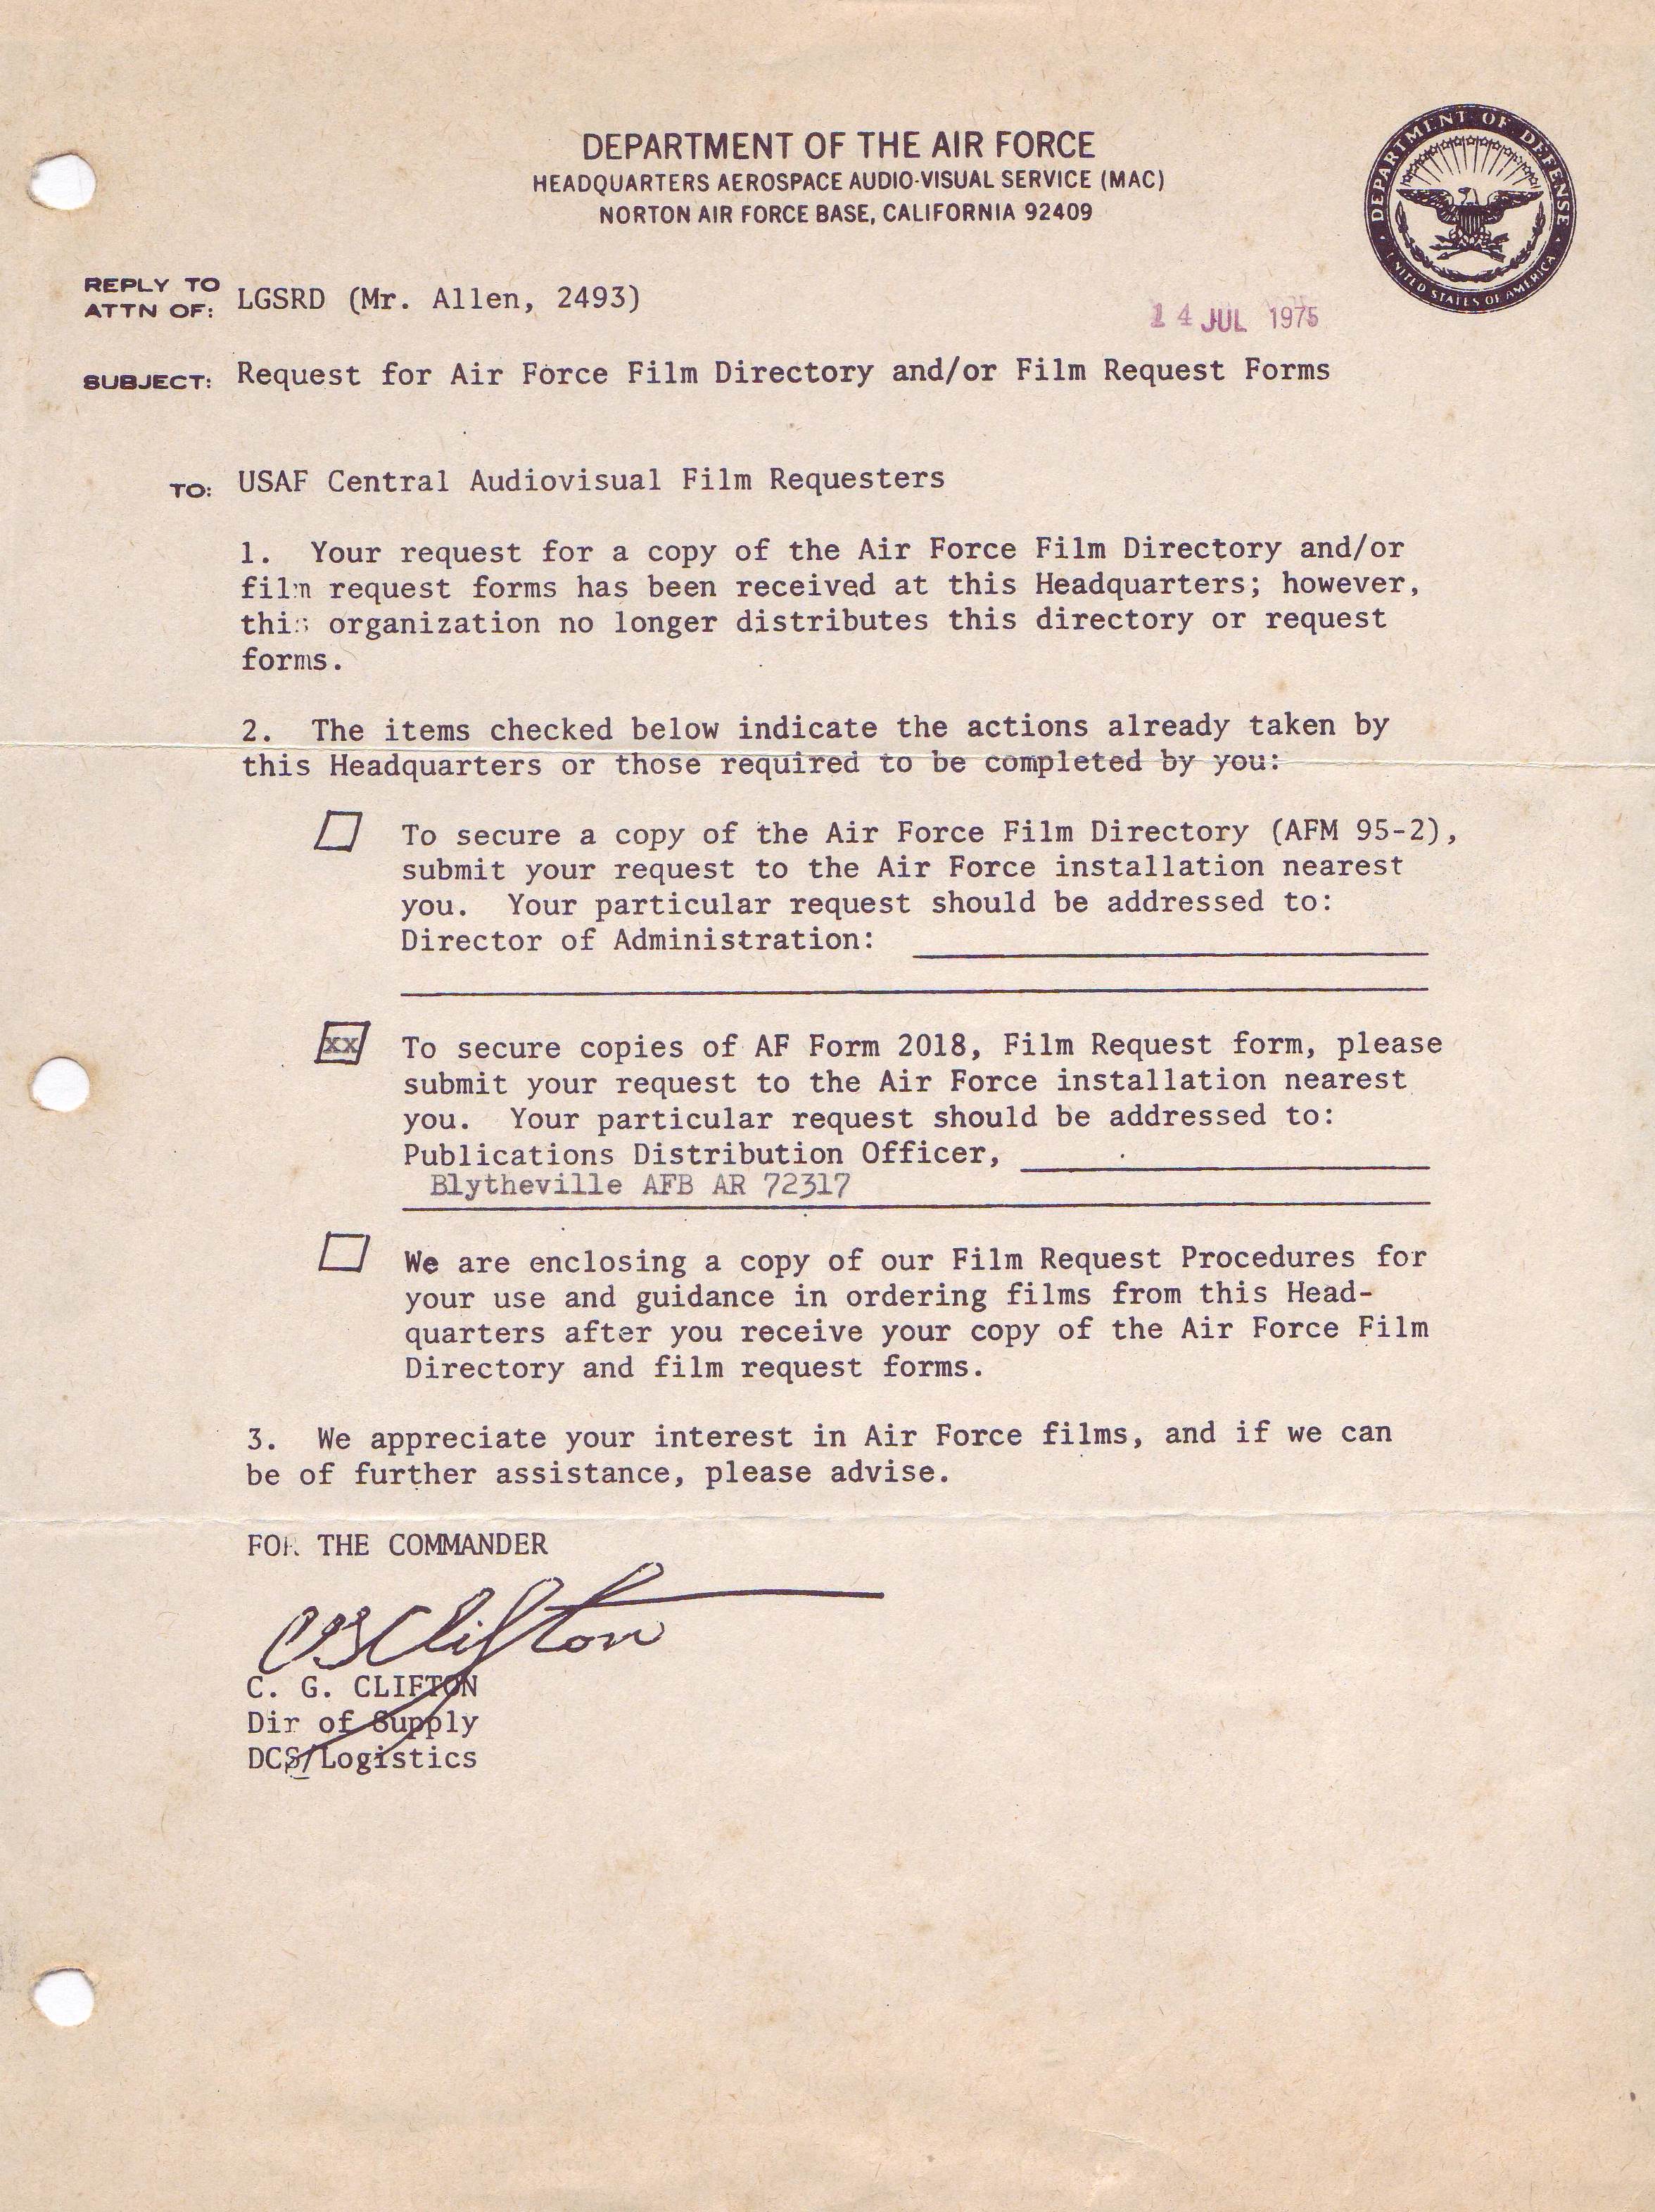 DEPARTMENT OF THE AIR FORCE
HEADQUARTERS AEROSPACE AUDIO-VISUAL SERVICE (MAC)
NORTON AIR FORCE BASE, CALIFORNIA 92409
DEPARTMENT OF DEFENSE
UNITED STATES OF AMERICA
REPLY TO
ATTN OF: LGSRD (Mr. Allen, 2493)
14 JUL 1975
SUBJECT: Request for Air Force Film Directory and/or Film Request Forms
TO: USAF Central Audiovisual Film Requesters
1. Your request for a copy of the Air Force Film Directory and/or
film request forms has been received at this Headquarters; however,
this organization no longer distributes this directory or request
forms.
2. The items checked below indicate the actions already taken by
this Headquarters or those required to be completed by you:
To secure a copy of the Air Force Film Directory (AFM 95-2),
submit your request to the Air Force installation nearest
you. Your particular request should be addressed to:
Director of Administration:
xx To secure copies of AF Form 2018, Film Request form, please
submit your request to the Air Force installation nearest
you. Your particular request should be addressed to:
Publications Distribution Officer,
Blytheville AFB AR 72317
We are enclosing a copy of our Film Request Procedures for
your use and guidance in ordering films from this Head-
quarters after you receive your copy of the Air Force Film
Directory and film request forms.
3. We appreciate your interest in Air Force films, and if we can
be of further assistance, please advise.
FOR THE COMMANDER
CG Clifton
C. G. CLIFTON
Dir of Supply
DCS/Logistics